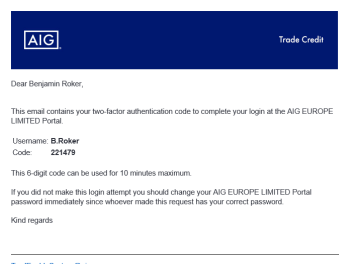 AIG
Trade Credit
Dear Benjamin Roker,
This email contains your two-factor authentication code to complete your login at the AIG EUROPE
LIMITED Portal.
Username: B.Roker
Code: 221479
This 6-digit code can be used for 10 minutes maximum.
If you did not make this login attempt you should change your AIG EUROPE LIMITED Portal
password immediately since whoever made this request has your correct password.
Kind regards